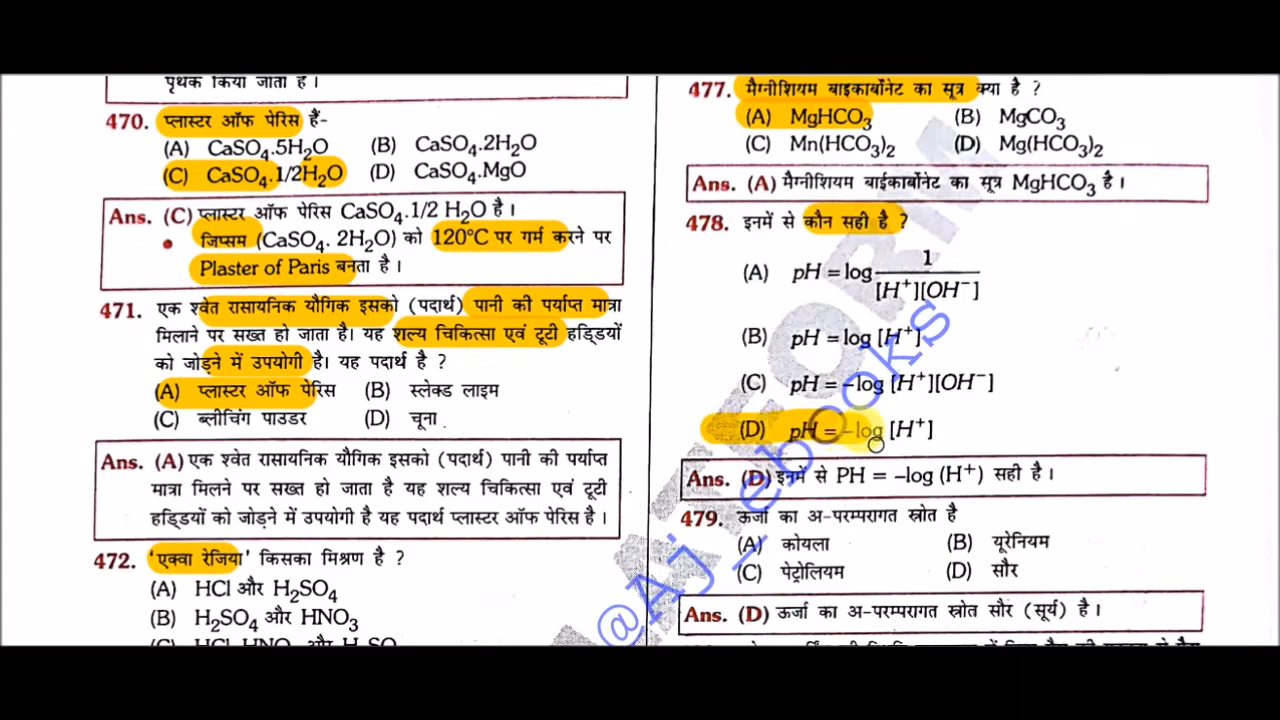 पृथक किया जाता है ।
470. प्लास्टर ऑफ पेरिस हैं-
(A) CaSO₄.5H₂O (B) CaSO₄.2H₂O
(C) CaSO₄.1/2H₂O (D) CaSO₄.MgO
Ans. (C) प्लास्टर ऑफ पेरिस CaSO₄.1/2 H₂O है ।
• जिप्सम (CaSO₄. 2H₂O) को 120°C पर गर्म करने पर
Plaster of Paris बनता है ।
471. एक श्वेत रासायनिक यौगिक इसको (पदार्थ) पानी की पर्याप्त मात्रा
मिलाने पर सख्त हो जाता है। यह शल्य चिकित्सा एवं टूटी हड्डियों
को जोड़ने में उपयोगी है। यह पदार्थ है ?
(A) प्लास्टर ऑफ पेरिस (B) स्लेक्ड लाइम
(C) ब्लीचिंग पाउडर (D) चूना .
Ans. (A) एक श्वेत रासायनिक यौगिक इसको (पदार्थ) पानी की पर्याप्त
मात्रा मिलने पर सख्त हो जाता है यह शल्य चिकित्सा एवं टूटी
हड्डियों को जोड़ने में उपयोगी है यह पदार्थ प्लास्टर ऑफ पेरिस है ।
472. 'एक्वा रेजिया' किसका मिश्रण है ?
(A) HCl और H₂SO₄
(B) H₂SO₄ और HNO₃
477. मैग्नीशियम बाइकार्बोनेट का सूत्र क्या है ?
(A) MgHCO₃ (B) MgCO₃
(C) Mn(HCO₃)₂ (D) Mg(HCO₃)₂
Ans. (A) मैग्नीशियम बाईकार्बोनेट का सूत्र MgHCO₃ है ।
478. इनमें से कौन सही है ?
(A) pH = log 1/[H⁺][OH⁻]
(B) pH = log [H⁺]
(C) pH = –log [H⁺][OH⁻]
(D) pH = –log [H⁺]
Ans. (D) इनमें से PH = –log (H⁺) सही है ।
479. ऊर्जा का अ-परम्परागत स्रोत है
(A) कोयला (B) यूरेनियम
(C) पेट्रोलियम (D) सौर
Ans. (D) ऊर्जा का अ-परम्परागत स्रोत सौर (सूर्य) है ।
@Aj_ebooks